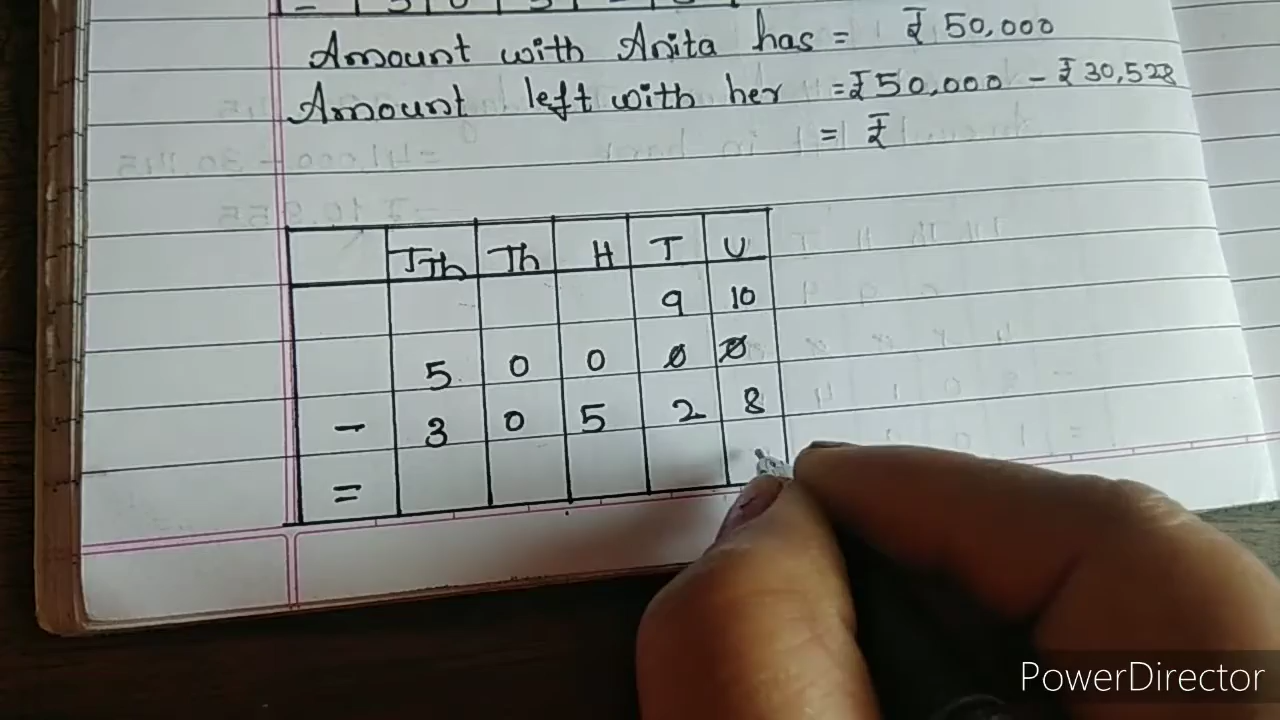 Amount with Anita has = ₹ 50,000
Amount left with her = ₹ 50,000 - ₹ 30,528
= ₹
TTh Th H T U
9 10
5 0 0 0 0
- 3 0 5 2 8
=
PowerDirector